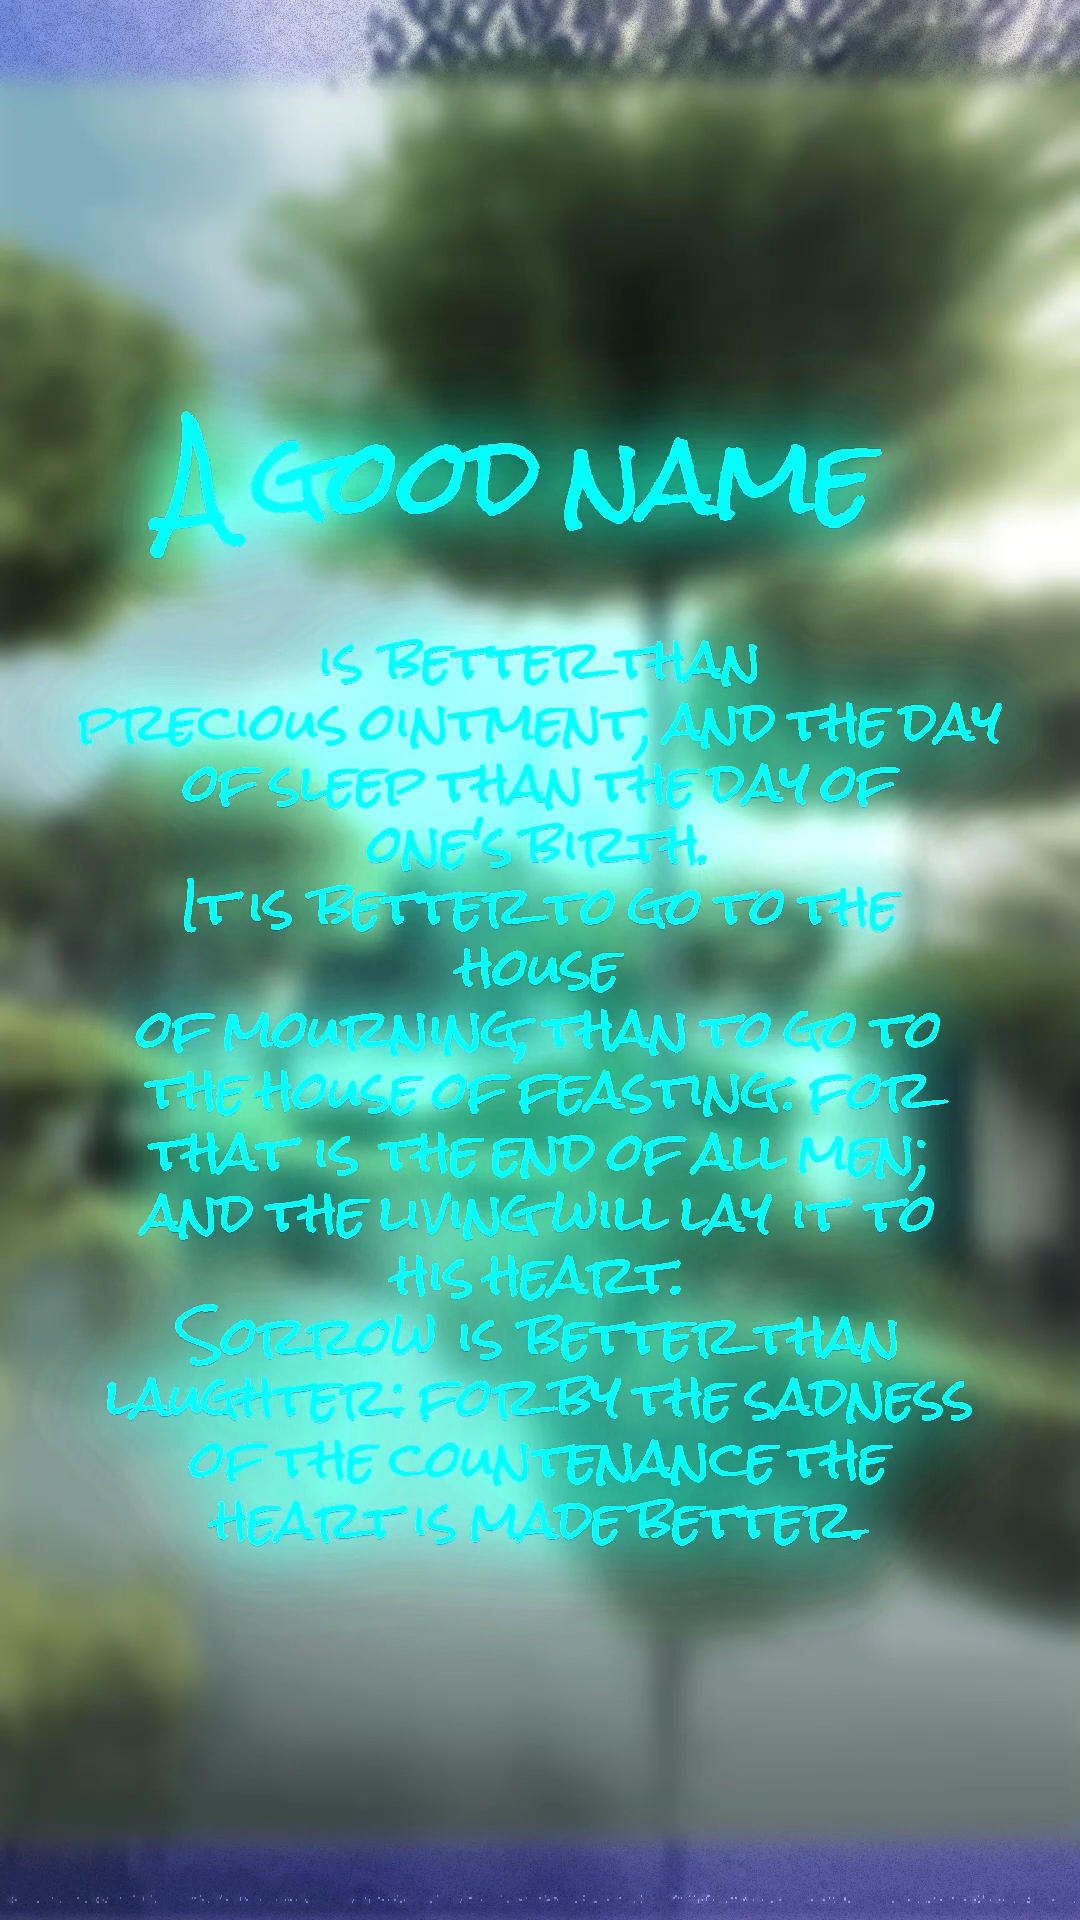 A good name
is better than
precious ointment; and the day
of sleep than the day of
one's birth.
It is better to go to the
house
of mourning, than to go to
the house of feasting: for
that is the end of all men;
and the living will lay it to
his heart.
Sorrow is better than
laughter: for by the sadness
of the countenance the
heart is made better.